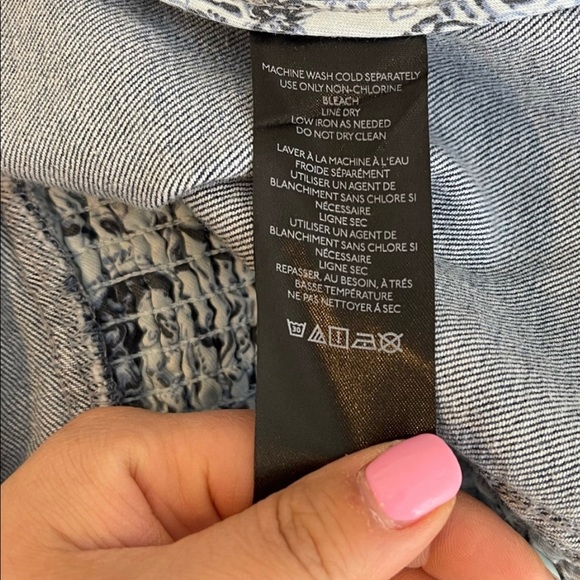 MACHINE WASH COLD SEPARATELY
USE ONLY NON-CHLORINE
BLEACH
LINE DRY
LOW IRON AS NEEDED
DO NOT DRY CLEAN
LAVER À LA MACHINE À L'EAU
FROIDE SÉPARÉMENT
UTILISER UN AGENT DE
BLANCHIMENT SANS CHLORE SI
NÉCESSAIRE
LIGNE SEC
UTILISER UN AGENT DE
BLANCHIMENT SANS CHLORE SI
NÉCESSAIRE
LIGNE SEC
REPASSER, AU BESOIN, À TRÉS
BASSE TEMPÉRATURE
NE PAS NETTOYER À SEC
30